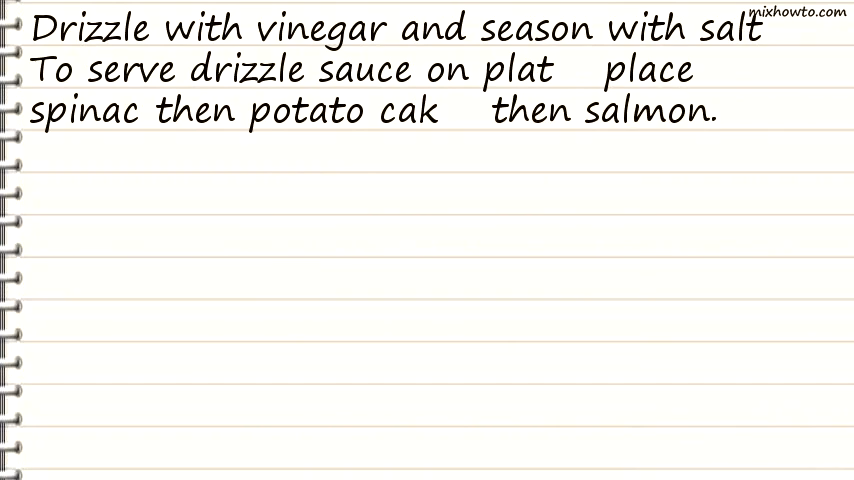 mixhowto.com
Drizzle with vinegar and season with salt
To serve drizzle sauce on plat place
spinac then potato cak then salmon.